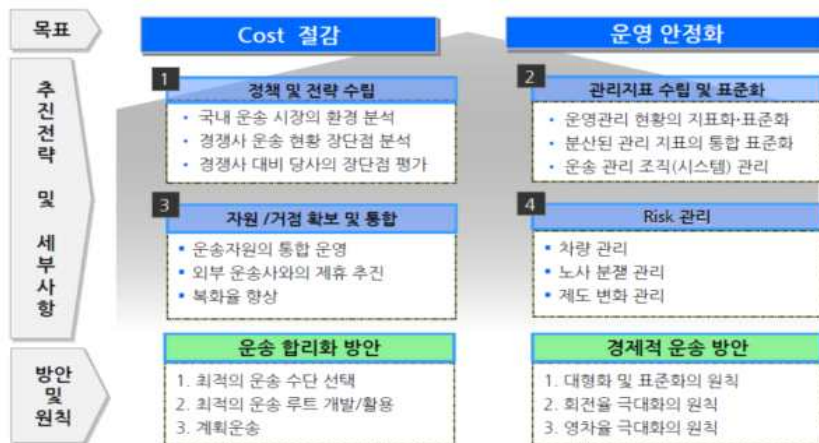 목표
Cost 절감
운영 안정화
추진전략 및 세부사항
1
정책 및 전략 수립
• 국내 운송 시장의 환경 분석
• 경쟁사 운송 현황 장단점 분석
• 경쟁사 대비 당사의 장단점 평가
2
관리지표 수립 및 표준화
• 운영관리 현황의 지표화·표준화
• 분산된 관리 지표의 통합 표준화
• 운송 관리 조직(시스템) 관리
3
자원 /거점 확보 및 통합
▪ 운송자원의 통합 운영
▪ 외부 운송사와의 제휴 추진
▪ 복화율 향상
4
Risk 관리
▪ 차량 관리
▪ 노사 분쟁 관리
▪ 제도 변화 관리
방안
및
원칙
운송 합리화 방안
1. 최적의 운송 수단 선택
2. 최적의 운송 루트 개발/활용
3. 계획운송
경제적 운송 방안
1. 대형화 및 표준화의 원칙
2. 회전율 극대화의 원칙
3. 영차율 극대화의 원칙